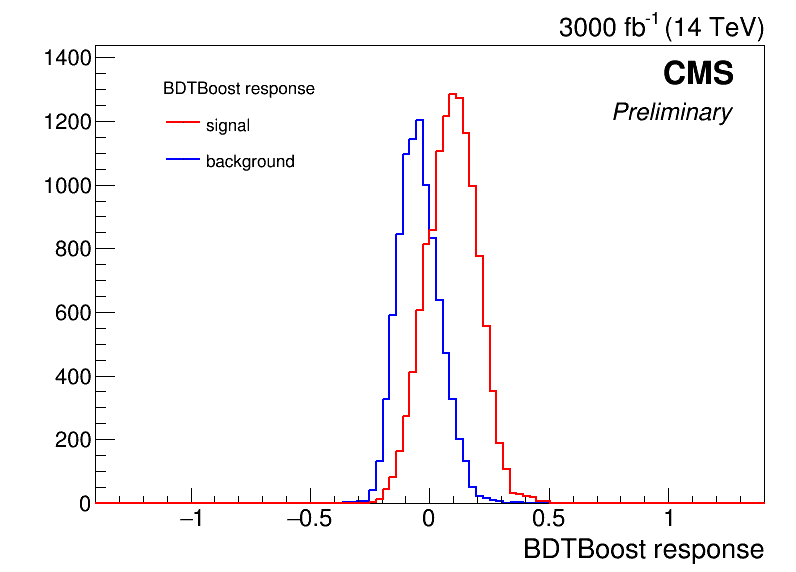 3000 fb-1 (14 TeV)
CMS
Preliminary
BDTBoost response
signal
background
1400
1200
1000
800
600
400
200
0
−1 −0.5 0 0.5 1
BDTBoost response